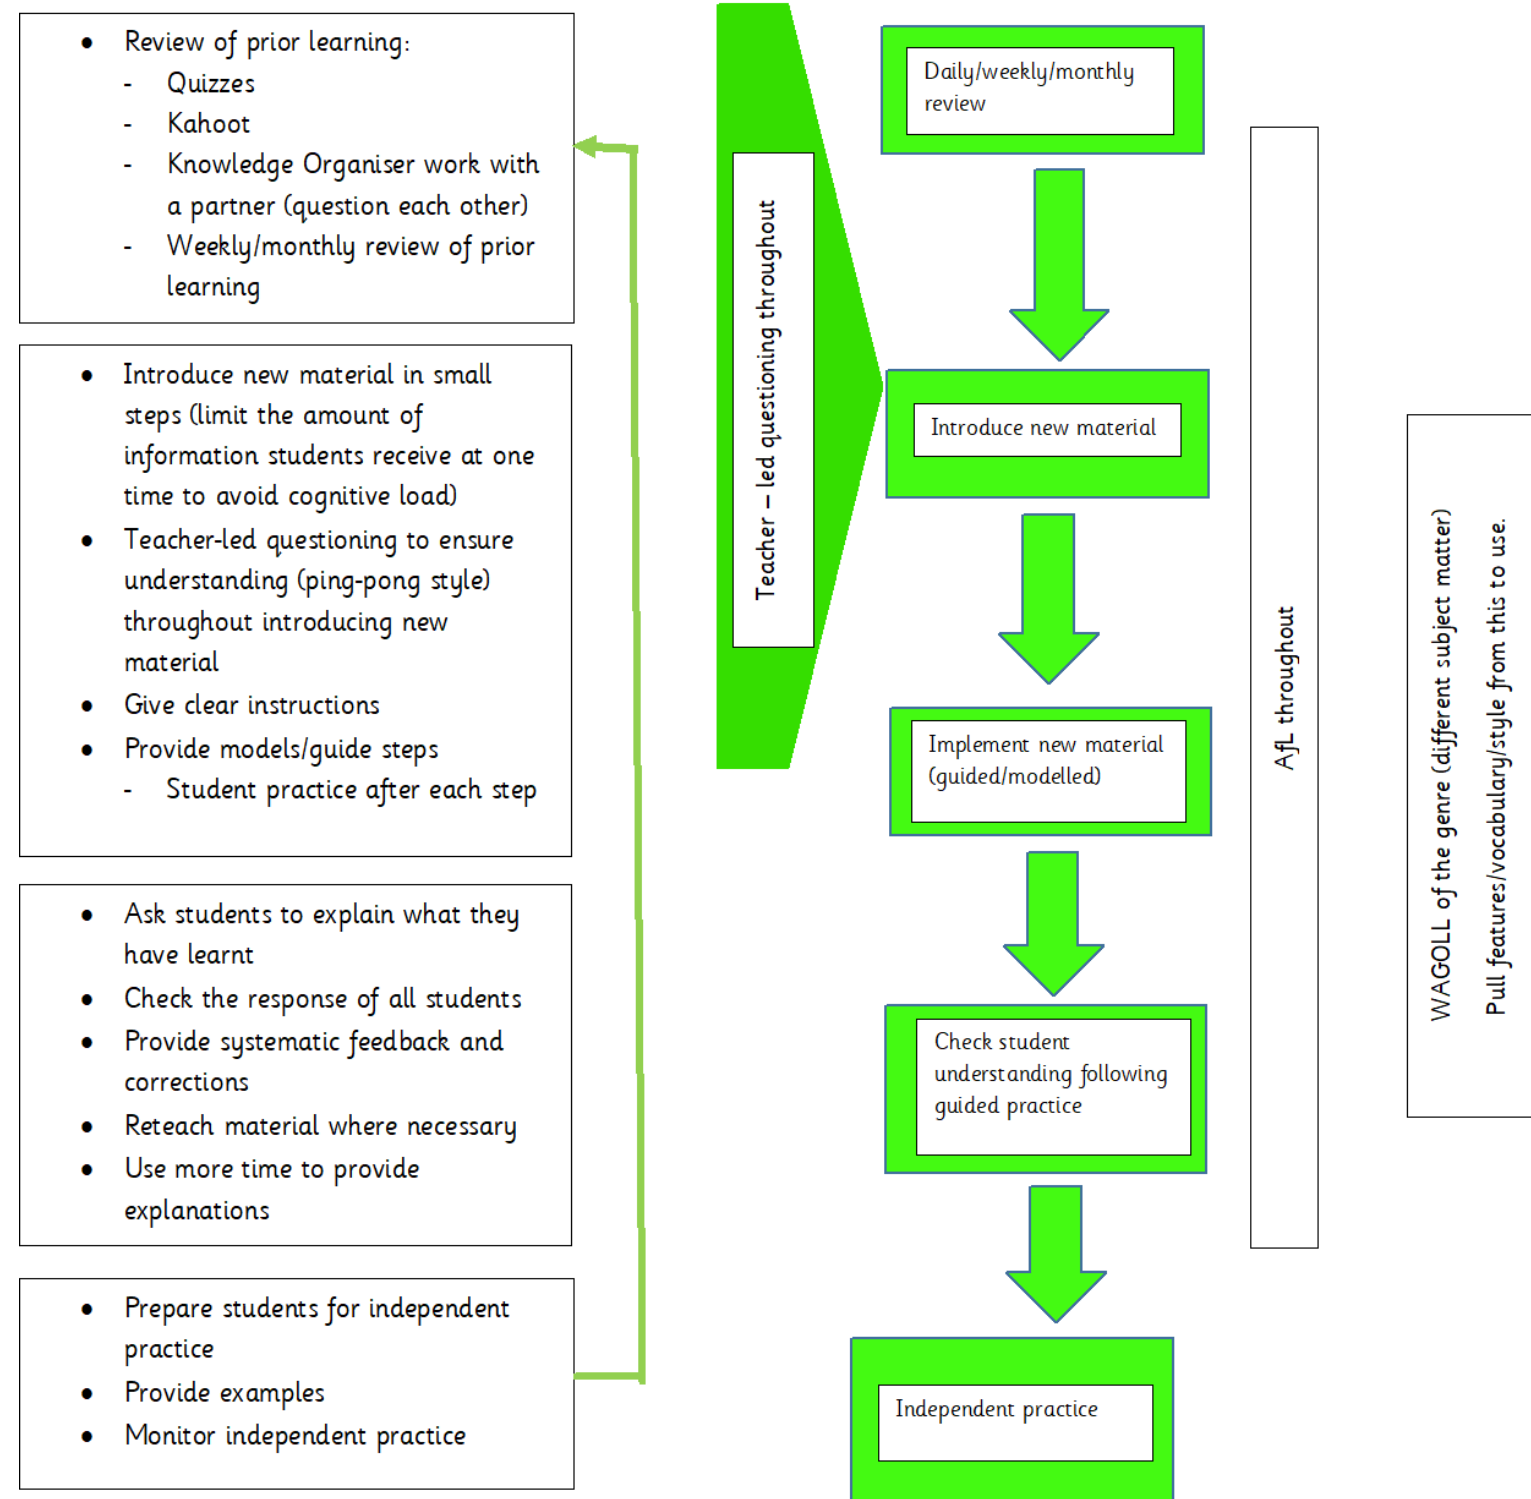 • Review of prior learning:
- Quizzes
- Kahoot
- Knowledge Organiser work with
a partner (question each other)
- Weekly/monthly review of prior
learning
• Introduce new material in small
steps (limit the amount of
information students receive at one
time to avoid cognitive load)
• Teacher-led questioning to ensure
understanding (ping-pong style)
throughout introducing new
material
• Give clear instructions
• Provide models/guide steps
- Student practice after each step
• Ask students to explain what they
have learnt
• Check the response of all students
• Provide systematic feedback and
corrections
• Reteach material where necessary
• Use more time to provide
explanations
• Prepare students for independent
practice
• Provide examples
• Monitor independent practice
Teacher – led questioning throughout
Daily/weekly/monthly
review
Introduce new material
Implement new material
(guided/modelled)
Check student
understanding following
guided practice
Independent practice
AfL throughout
WAGOLL of the genre (different subject matter)
Pull features/vocabulary/style from this to use.